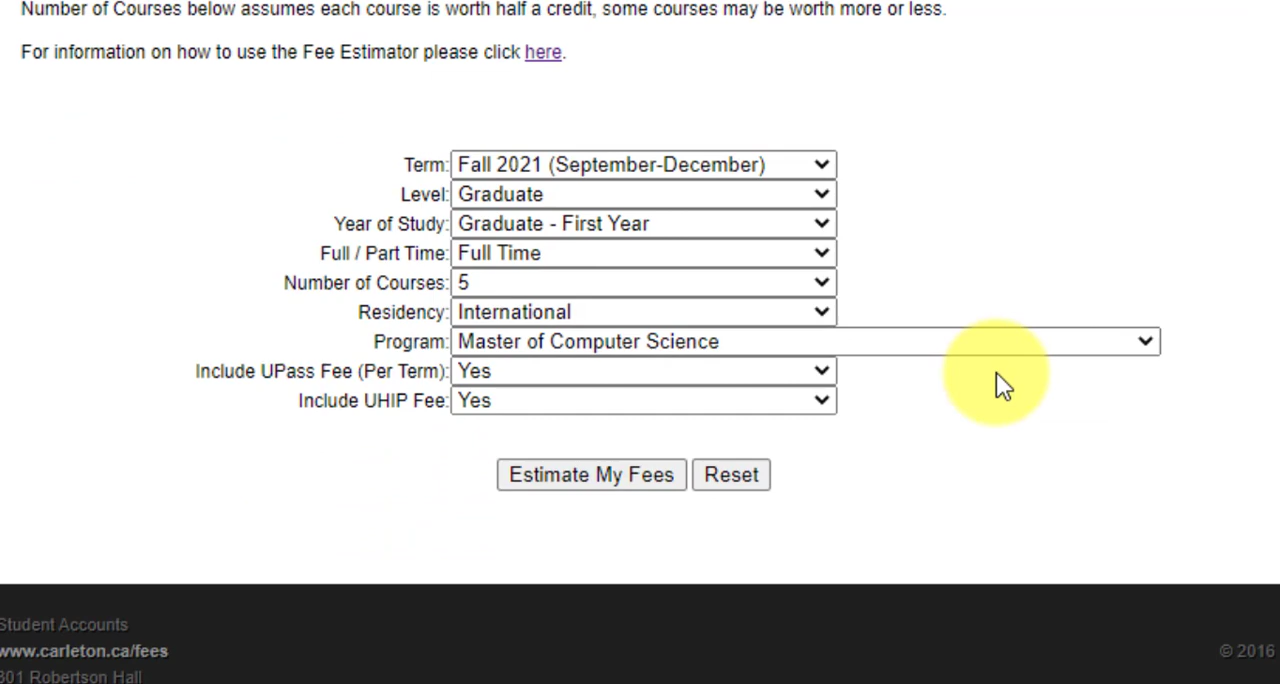 Number of Courses below assumes each course is worth half a credit, some courses may be worth more or less.
For information on how to use the Fee Estimator please click here.
Term: Fall 2021 (September-December)
Level: Graduate
Year of Study: Graduate - First Year
Full / Part Time: Full Time
Number of Courses: 5
Residency: International
Program: Master of Computer Science
Include UPass Fee (Per Term): Yes
Include UHIP Fee: Yes
Estimate My Fees Reset
Student Accounts
www.carleton.ca/fees © 2016
301 Robertson Hall